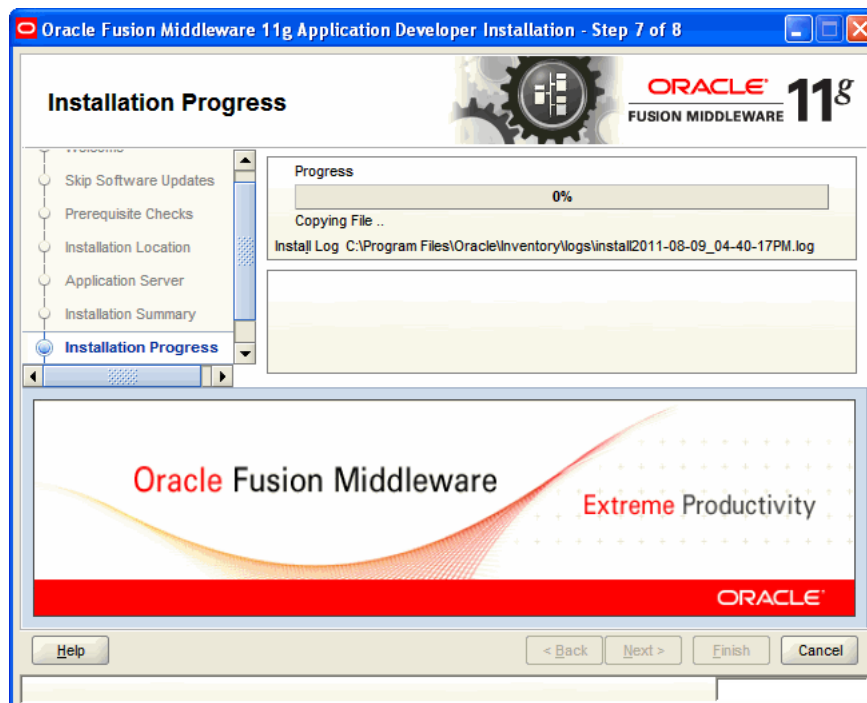 Oracle Fusion Middleware 11g Application Developer Installation - Step 7 of 8
Installation Progress
ORACLE
FUSION MIDDLEWARE
11g
Welcome
Skip Software Updates
Prerequisite Checks
Installation Location
Application Server
Installation Summary
Installation Progress
Progress
0%
Copying File ..
Install Log C:\Program Files\Oracle\Inventory\logs\install2011-08-09_04-40-17PM.log
Oracle Fusion Middleware
Extreme Productivity
ORACLE
Help
< Back
Next >
Finish
Cancel